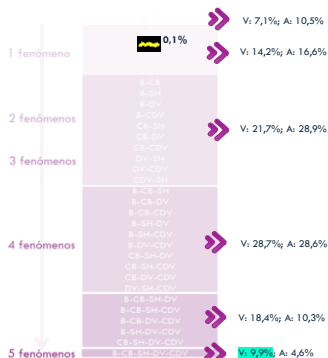 V: 7,1%; A: 10,5%
0,1%
1 fenómeno
V: 14,2%; A: 16,6%
B-CB
B-SH
B-DV
2 fenómenos
B-CDV
CB-SH
V: 21,7%; A: 28,9%
CB-DV
CB-CDV
3 fenómenos
DV-SH
DV-CDV
CDV-SH
B-CB-SH
B-CB-DV
B-CB-CDV
B-SH-DV
4 fenómenos
B-SH-CDV
V: 28,7%; A: 28,6%
B-DV-CDV
CB-SH-DV
CB-SH-CDV
CB-DV-CDV
DV-SH-CDV
B-CB-SH-DV
B-CB-SH-CDV
V: 18,4%; A: 10,3%
B-CB-DV-CDV
B-SH-DV-CDV
CB-SH-DV-CDV
5 fenómenos
B-CB-SH-DV-CDV
V: 9,9%; A: 4,6%